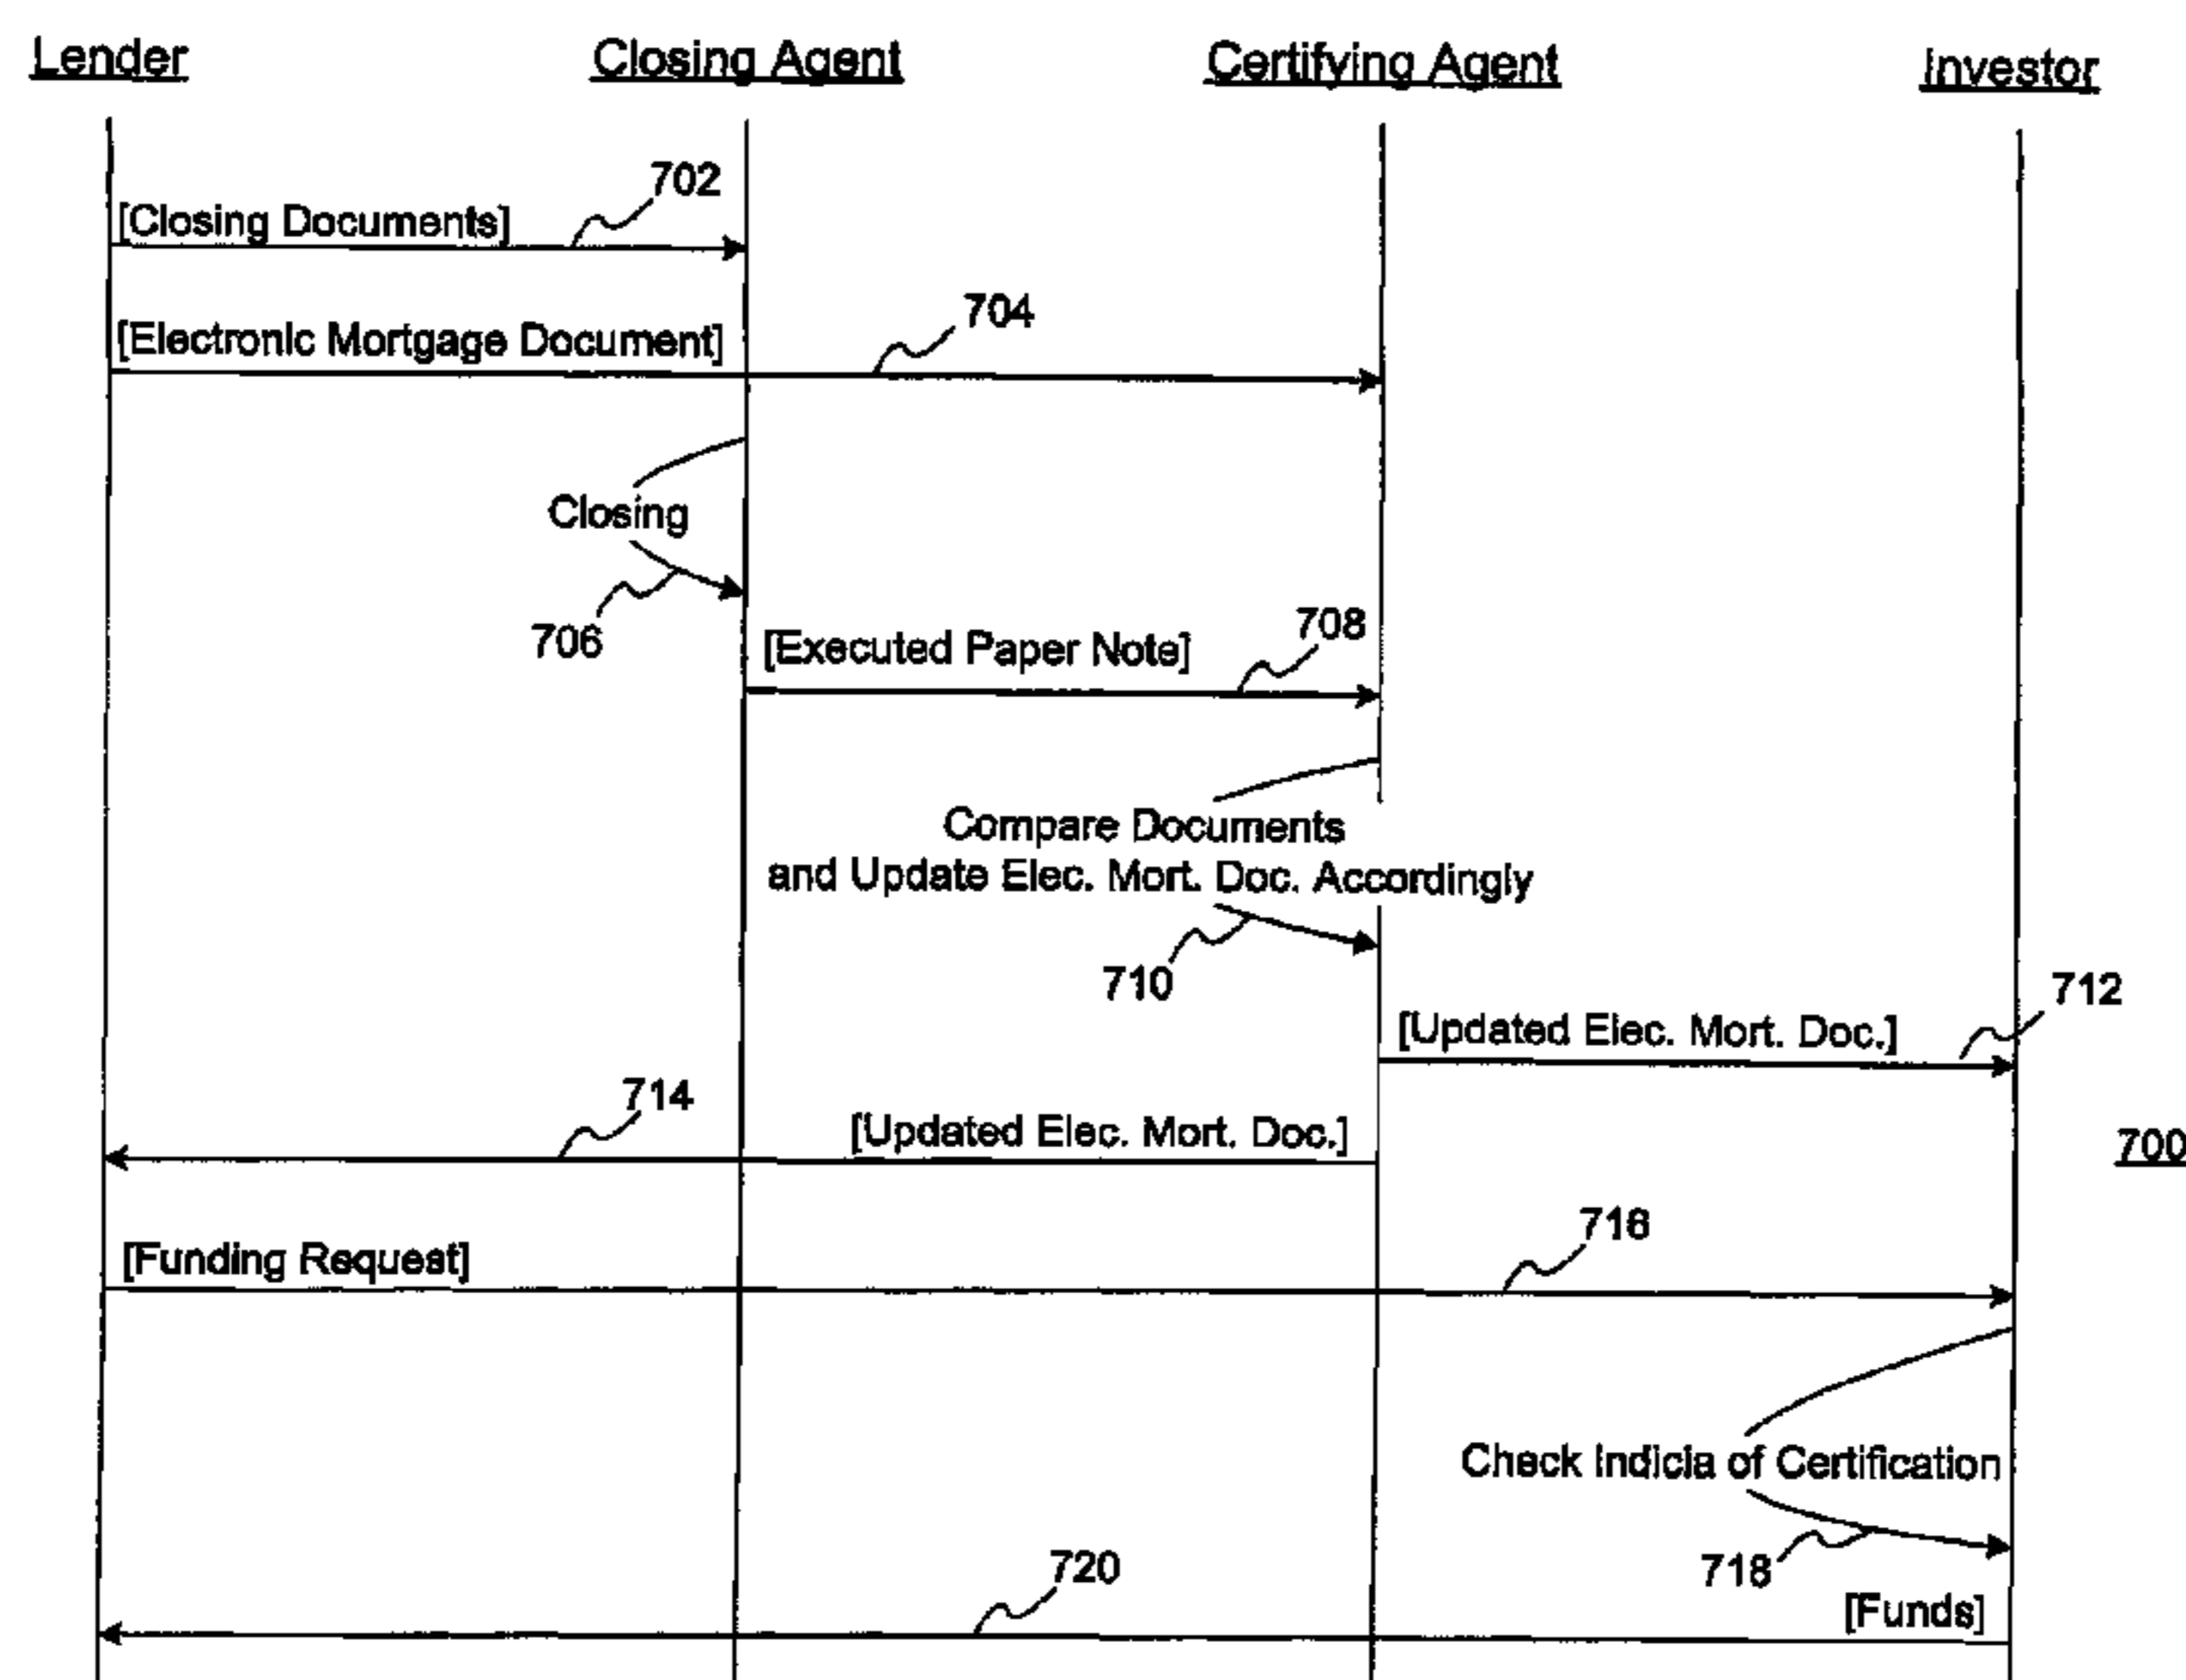 Lender Closing Agent Certifying Agent Investor
702
[Closing Documents]
704
[Electronic Mortgage Document]
Closing
706
708
[Executed Paper Note]
Compare Documents
and Update Elec. Mort. Doc. Accordingly
710
712
[Updated Elec. Mort. Doc.]
714
[Updated Elec. Mort. Doc.]
700
716
[Funding Request]
Check Indicia of Certification
718
720
[Funds]